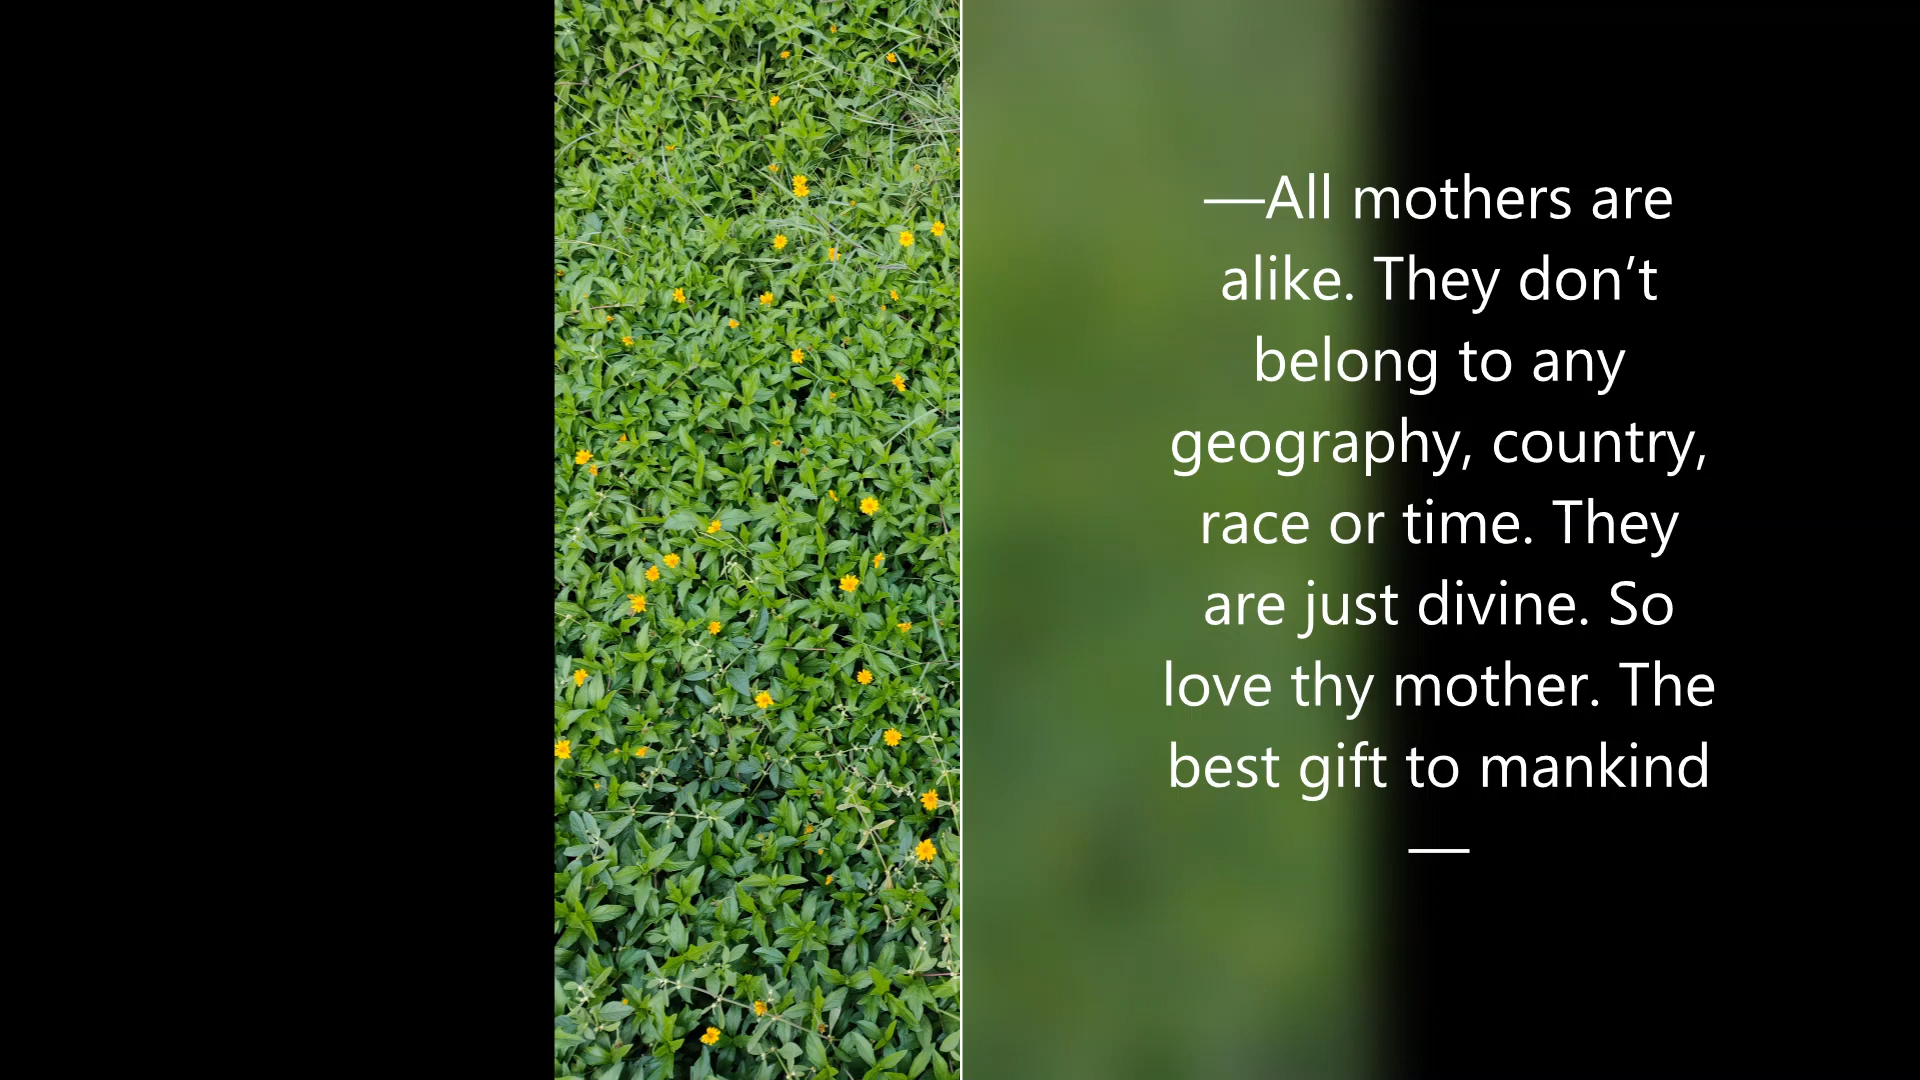 —All mothers are
alike. They don’t
belong to any
geography, country,
race or time. They
are just divine. So
love thy mother. The
best gift to mankind
—